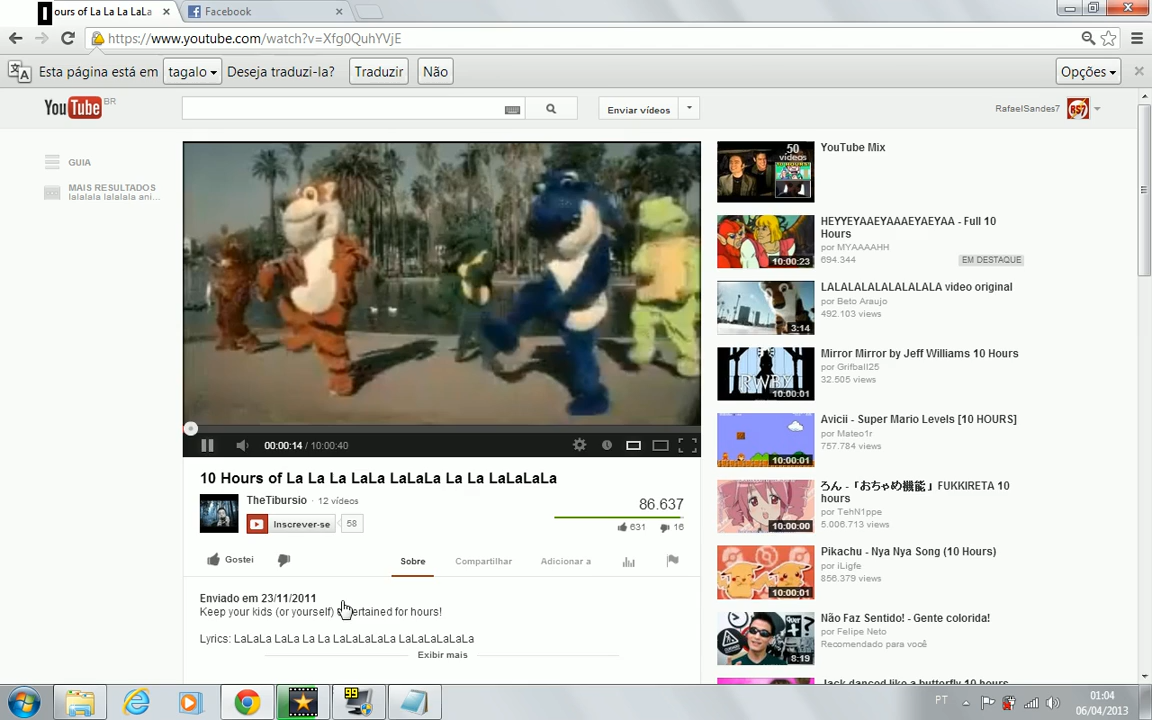 ours of La La La LaLa
Facebook
https://www.youtube.com/watch?v=Xfg0QuhYVjE
Esta página está em tagalo Deseja traduzi-la? Traduzir Não Opções
YouTube BR
Enviar vídeos
RafaelSandes7
GUIA
MAIS RESULTADOS
lalalala lalalala ani...
00:00:14 / 10:00:40
10 Hours of La La La LaLa LaLaLa La La LaLaLaLa
TheTibursio · 12 vídeos
Inscrever-se 58
86.637
631 16
Gostei
Sobre Compartilhar Adicionar a
Enviado em 23/11/2011
Keep your kids (or yourself) entertained for hours!
Lyrics: LaLaLa LaLa La La LaLaLaLaLa LaLaLaLaLaLa
Exibir mais
50
vídeos
YouTube Mix
10:00:23
HEYYEYAAEYAAAEYAEYAA - Full 10
Hours
por MYAAAAHH
694.344
EM DESTAQUE
3:14
LALALALALALALALALA video original
por Beto Araujo
492.103 views
RWBY
10:00:01
Mirror Mirror by Jeff Williams 10 Hours
por Grifball25
32.505 views
10:00:01
Avicii - Super Mario Levels [10 HOURS]
por Mateo1r
757.784 views
10:00:00
ろん -「おちゃめ機能」FUKKIRETA 10
hours
por TehN1ppe
5.006.713 views
10:00:01
Pikachu - Nya Nya Song (10 Hours)
por iLigfe
856.379 views
8:19
Não Faz Sentido! - Gente colorida!
por Felipe Neto
Recomendado para você
Jack danced like a butterfly 10 hours
99
PT
01:04
06/04/2013